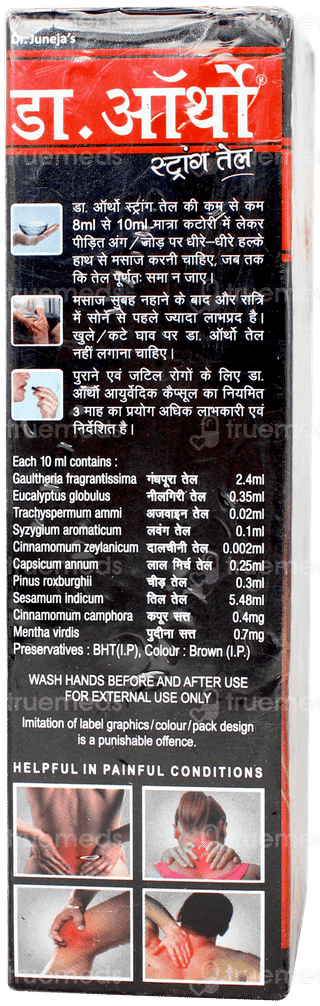 Dr. Juneja's
डा. ऑर्थो®
स्ट्रांग तेल
डा. ऑर्थो स्ट्रांग तेल की कम से कम
8ml से 10ml मात्रा कटोरी में लेकर
पीड़ित अंग / जोड़ पर धीरे-धीरे हल्के
हाथ से मसाज करनी चाहिए, जब तक
कि तेल पूर्णतः समा न जाए।
मसाज सुबह नहाने के बाद और रात्रि
में सोने से पहले ज्यादा लाभप्रद है।
खुले / कटे घाव पर डा. ऑर्थो तेल
नहीं लगाना चाहिए।
पुराने एवं जटिल रोगों के लिए डा.
ऑर्थो आयुर्वेदिक कैप्सूल का नियमित
3 माह का प्रयोग अधिक लाभकारी एवं
निर्देशित है।
Each 10 ml contains :
Gaultheria fragrantissima गंधपूरा तेल 2.4ml
Eucalyptus globulus नीलगिरी तेल 0.35ml
Trachyspermum ammi अजवाइन तेल 0.02ml
Syzygium aromaticum लवंग तेल 0.1ml
Cinnamomum zeylanicum दालचीनी तेल 0.002ml
Capsicum annum लाल मिर्च तेल 0.25ml
Pinus roxburghii चीड़ तेल 0.3ml
Sesamum indicum तिल तेल 5.48ml
Cinnamomum camphora कपूर सत्त 0.4mg
Mentha virdis पुदीना सत्त 0.7mg
Preservatives : BHT(I.P), Colour : Brown (I.P.)
WASH HANDS BEFORE AND AFTER USE
FOR EXTERNAL USE ONLY
Imitation of label graphics / colour / pack design
is a punishable offence.
HELPFUL IN PAINFUL CONDITIONS
truemeds